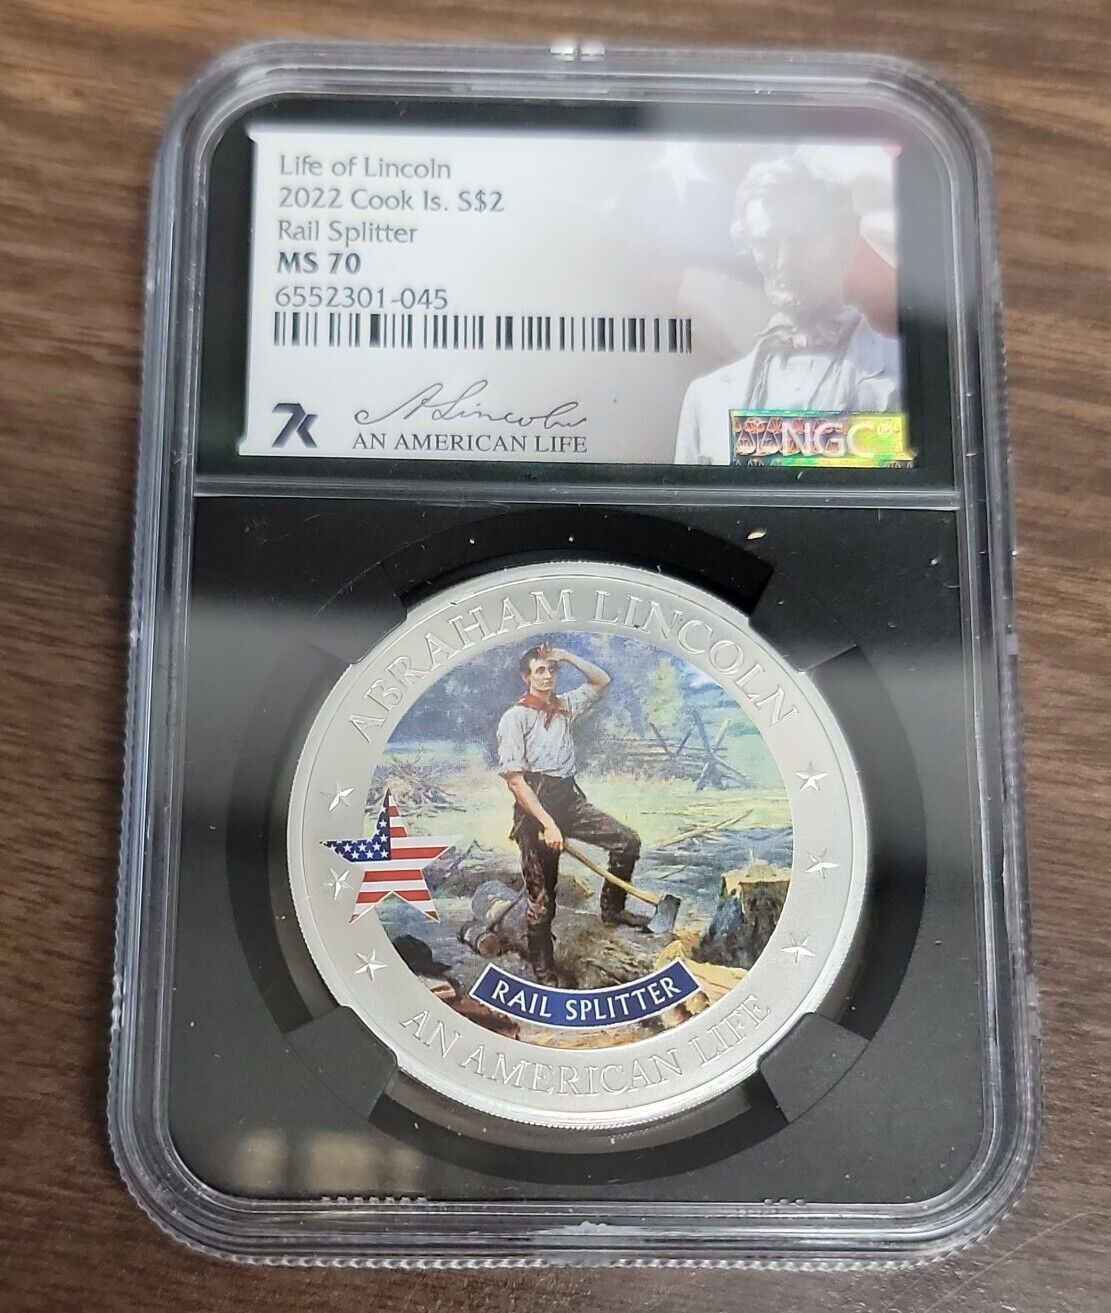 Life of Lincoln
2022 Cook Is. S$2
Rail Splitter
MS 70
6552301-045
7k
A Lincoln
AN AMERICAN LIFE
NGC
ABRAHAM LINCOLN
RAIL SPLITTER
AN AMERICAN LIFE